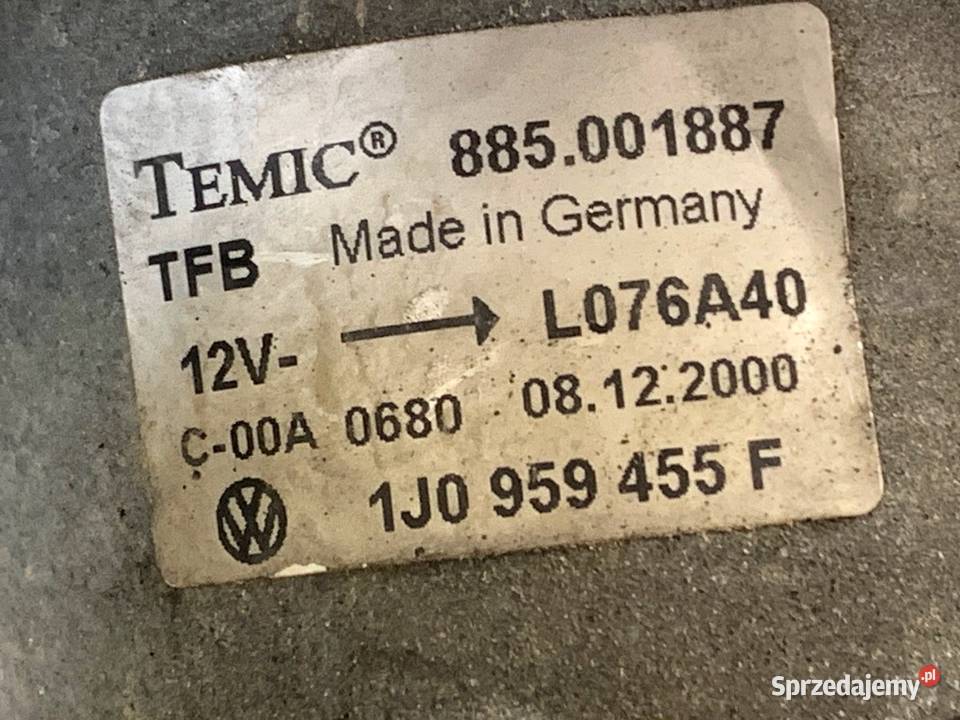 TEMIC® 885.001887
TFB Made in Germany
12V- → L076A40
C-00A 0680 08.12.2000
VW 1J0 959 455 F
Sprzedajemy.pl